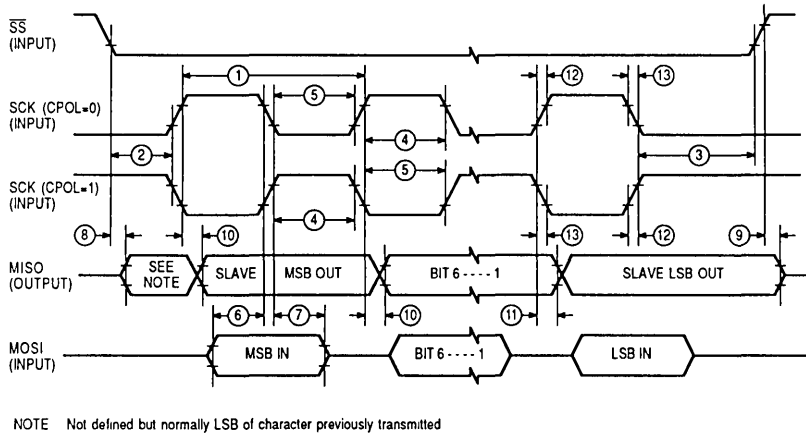 SS
(INPUT)
1
12
13
5
SCK (CPOL=0)
(INPUT)
4
2
3
5
SCK (CPOL=1)
(INPUT)
4
8
10
13
12
9
MISO
(OUTPUT)
SEE
NOTE
SLAVE
MSB OUT
BIT 6 - - - - 1
SLAVE LSB OUT
6
7
10
11
MOSI
(INPUT)
MSB IN
BIT 6 - - - - 1
LSB IN
NOTE Not defined but normally LSB of character previously transmitted